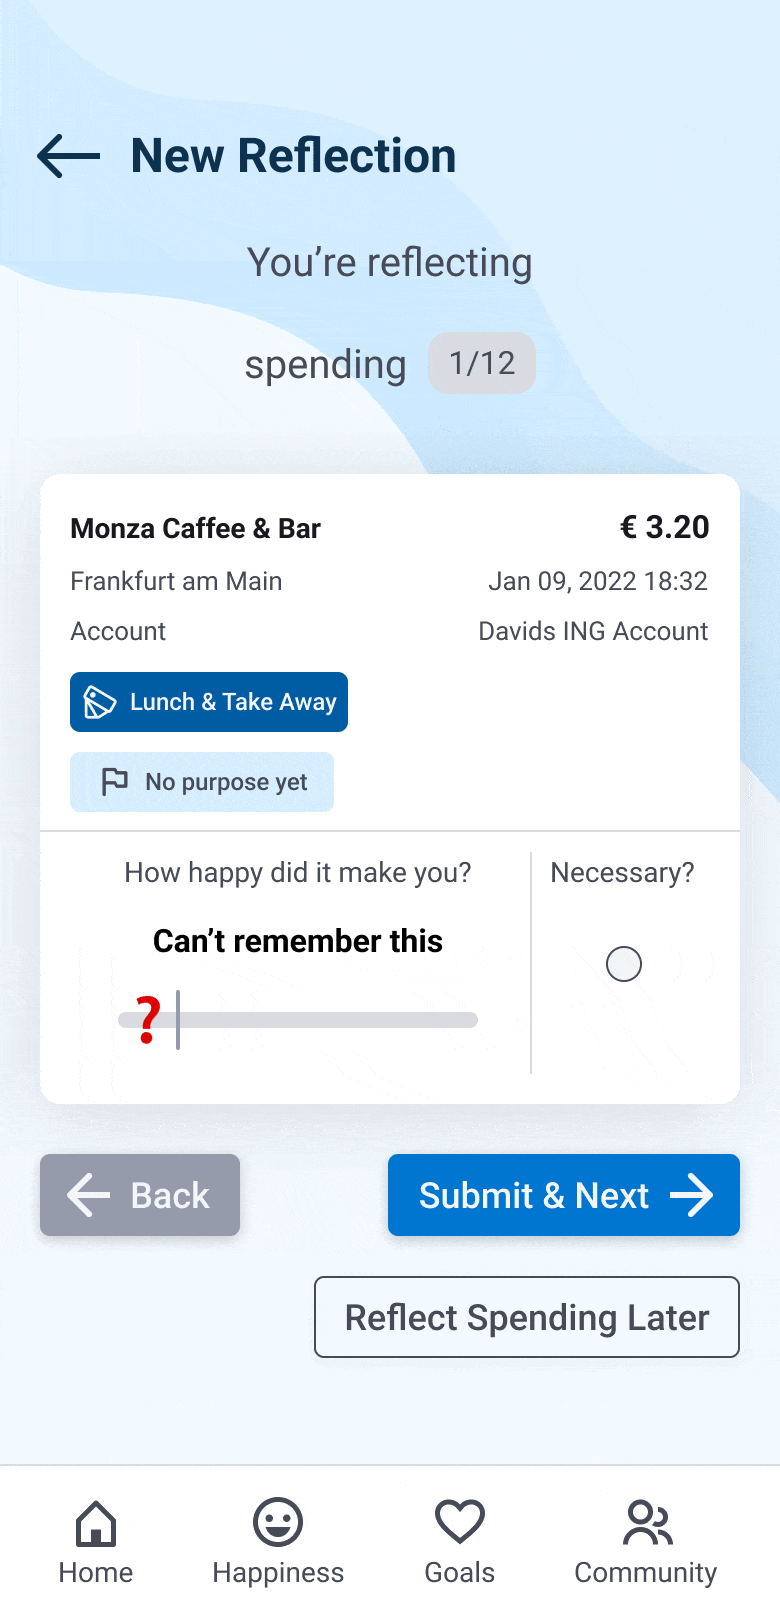 New Reflection
You’re reflecting
spending 1/12
Monza Caffee & Bar € 3.20
Frankfurt am Main Jan 09, 2022 18:32
Account Davids ING Account
Lunch & Take Away
No purpose yet
How happy did it make you? Necessary?
Can’t remember this
?
Back Submit & Next
Reflect Spending Later
Home Happiness Goals Community